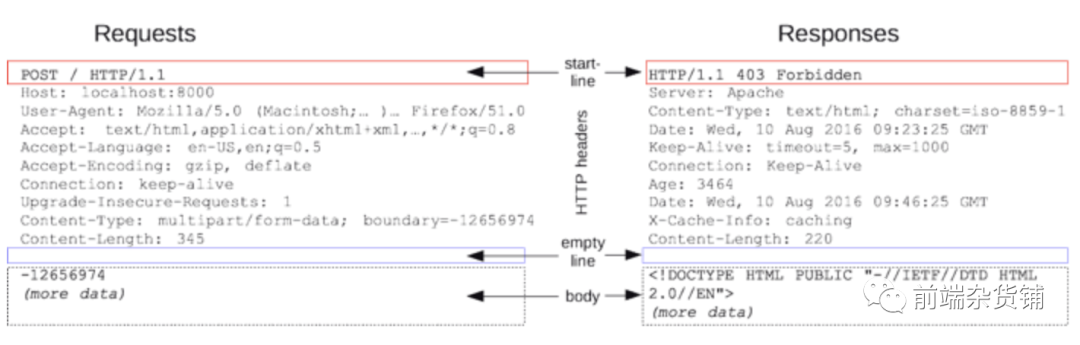 Requests
POST / HTTP/1.1
Host: localhost:8000
User-Agent: Mozilla/5.0 (Macintosh;… )… Firefox/51.0
Accept: text/html,application/xhtml+xml,…,*/*;q=0.8
Accept-Language: en-US,en;q=0.5
Accept-Encoding: gzip, deflate
Connection: keep-alive
Upgrade-Insecure-Requests: 1
Content-Type: multipart/form-data; boundary=-12656974
Content-Length: 345
-12656974
(more data)
start-
line
HTTP headers
empty
line
body
Responses
HTTP/1.1 403 Forbidden
Server: Apache
Content-Type: text/html; charset=iso-8859-1
Date: Wed, 10 Aug 2016 09:23:25 GMT
Keep-Alive: timeout=5, max=1000
Connection: Keep-Alive
Age: 3464
Date: Wed, 10 Aug 2016 09:46:25 GMT
X-Cache-Info: caching
Content-Length: 220
<!DOCTYPE HTML PUBLIC "-//IETF//DTD HTML
2.0//EN">
(more data)
前端杂货铺